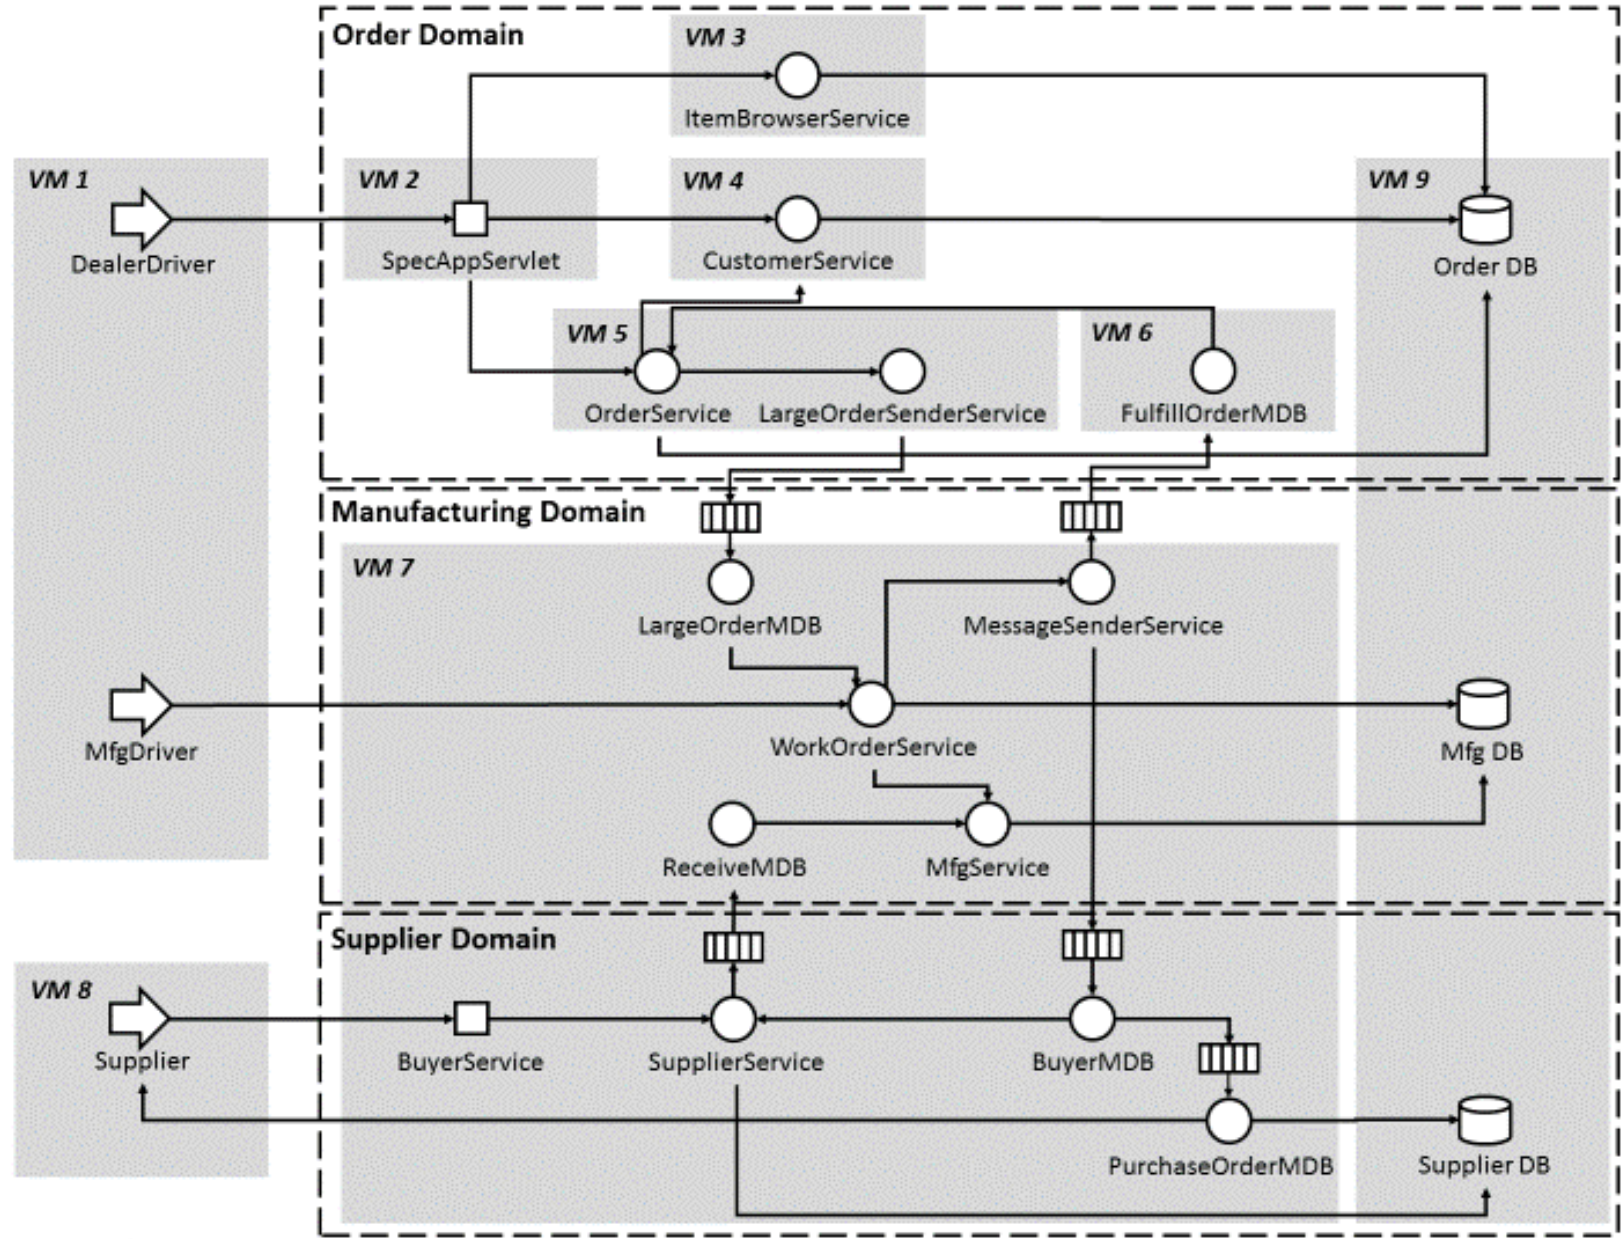 Order Domain
VM 3
ItemBrowserService
VM 1
VM 2
VM 4
VM 9
DealerDriver
SpecAppServlet
CustomerService
Order DB
VM 5
VM 6
OrderService
LargeOrderSenderService
FulfillOrderMDB
Manufacturing Domain
VM 7
LargeOrderMDB
MessageSenderService
MfgDriver
WorkOrderService
Mfg DB
ReceiveMDB
MfgService
Supplier Domain
VM 8
Supplier
BuyerService
SupplierService
BuyerMDB
PurchaseOrderMDB
Supplier DB